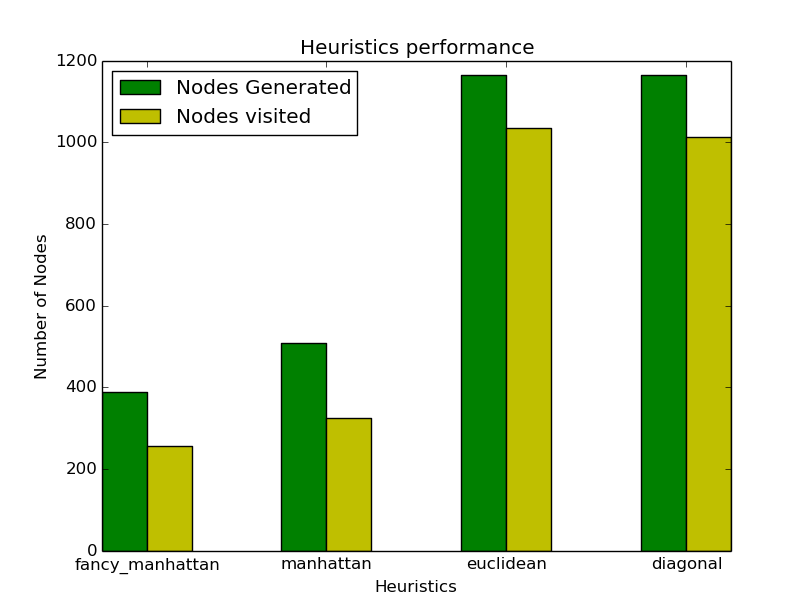 Heuristics performance
Nodes Generated
Nodes visited
1200
1000
800
600
400
200
0
Number of Nodes
fancy_manhattan manhattan euclidean diagonal
Heuristics